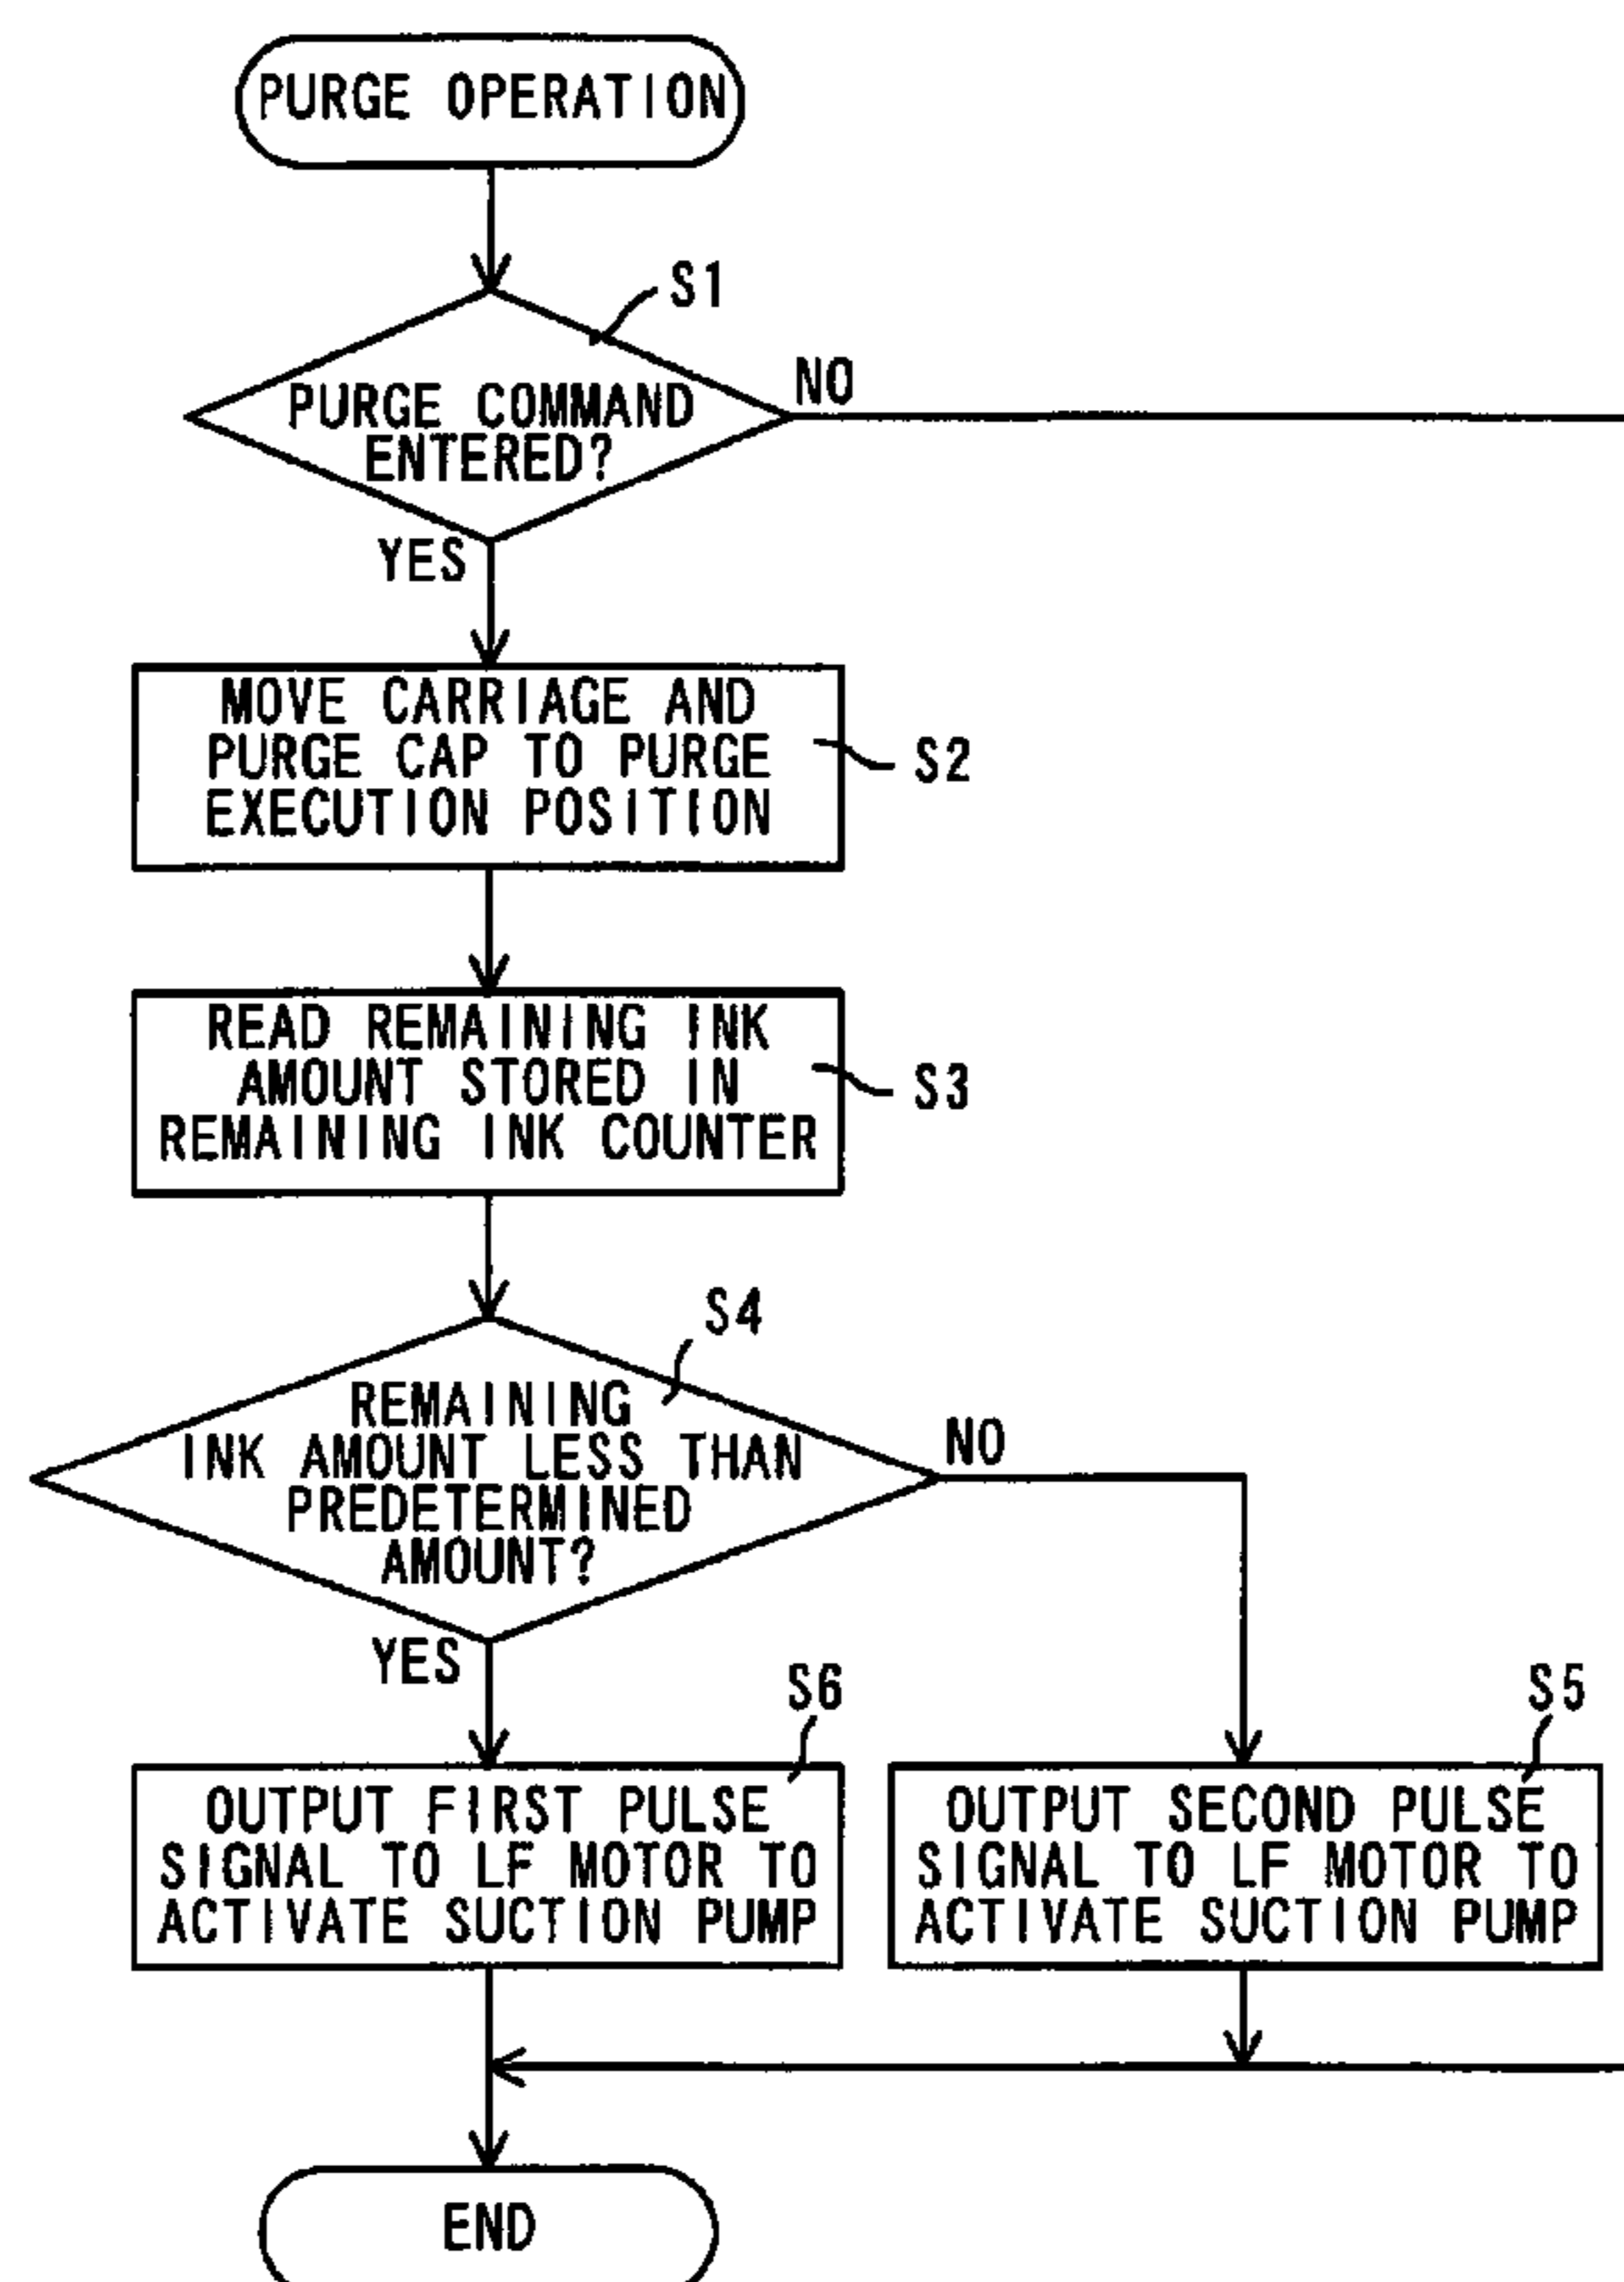 PURGE OPERATION
S1
PURGE COMMAND
ENTERED?
NO
YES
MOVE CARRIAGE AND
PURGE CAP TO PURGE
EXECUTION POSITION
S2
READ REMAINING INK
AMOUNT STORED IN
REMAINING INK COUNTER
S3
S4
REMAINING
INK AMOUNT LESS THAN
PREDETERMINED
AMOUNT?
NO
YES
S6
OUTPUT FIRST PULSE
SIGNAL TO LF MOTOR TO
ACTIVATE SUCTION PUMP
S5
OUTPUT SECOND PULSE
SIGNAL TO LF MOTOR TO
ACTIVATE SUCTION PUMP
END